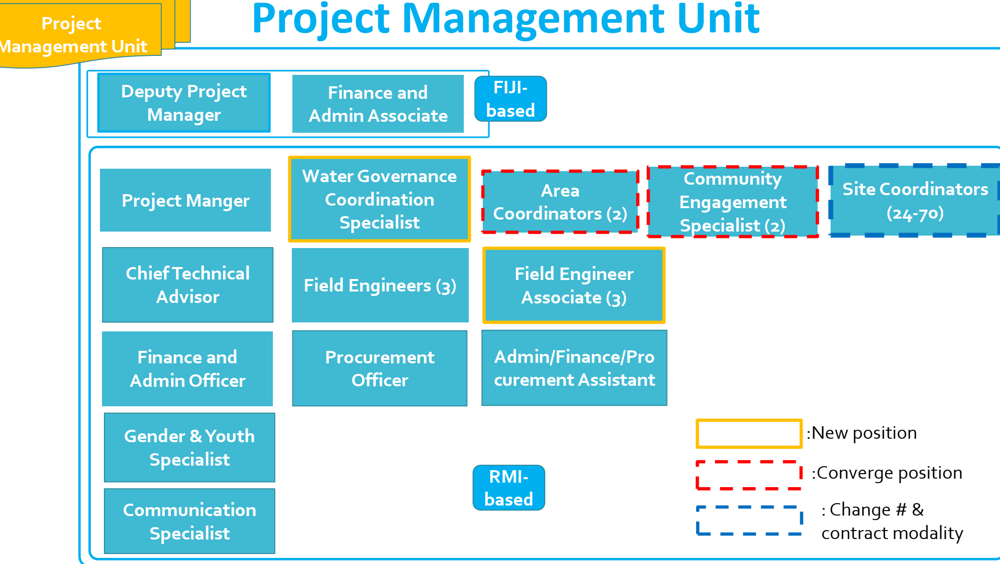 Project
Management Unit
Project Management Unit
Deputy Project
Manager
Finance and
Admin Associate
FIJI-
based
Project Manger
Water Governance
Coordination
Specialist
Area
Coordinators (2)
Community
Engagement
Specialist (2)
Site Coordinators
(24-70)
Chief Technical
Advisor
Field Engineers (3)
Field Engineer
Associate (3)
Finance and
Admin Officer
Procurement
Officer
Admin/Finance/Pro
curement Assistant
Gender & Youth
Specialist
Communication
Specialist
RMI-
based
:New position
:Converge position
: Change # &
contract modality